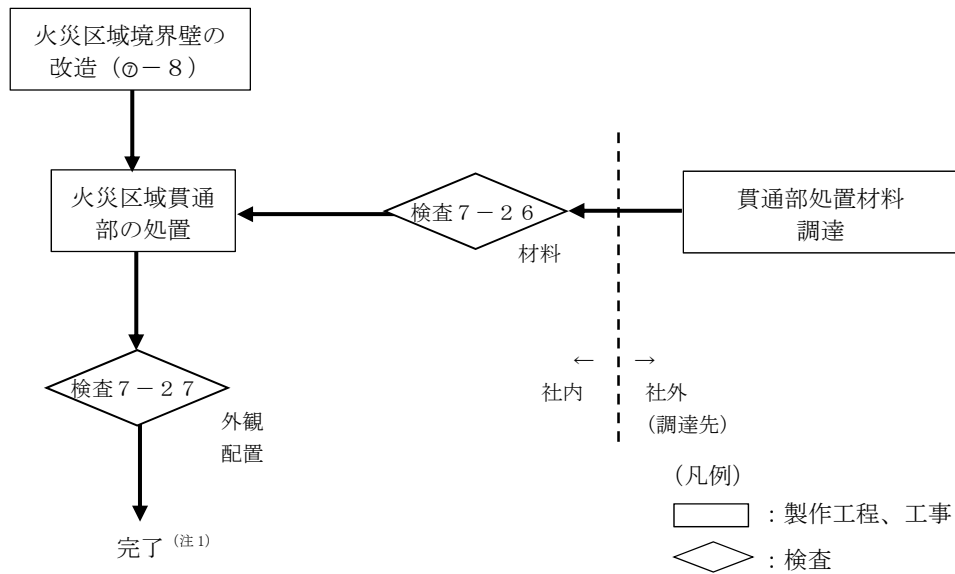 火災区域境界壁の
改造（⑦－８）
火災区域貫通
部の処置
検査７－２６
材料
貫通部処置材料
調達
検査７－２７
外観
配置
← →
社内 社外
(調達先)
完了（注1）
（凡例）
：製作工程、工事
：検査